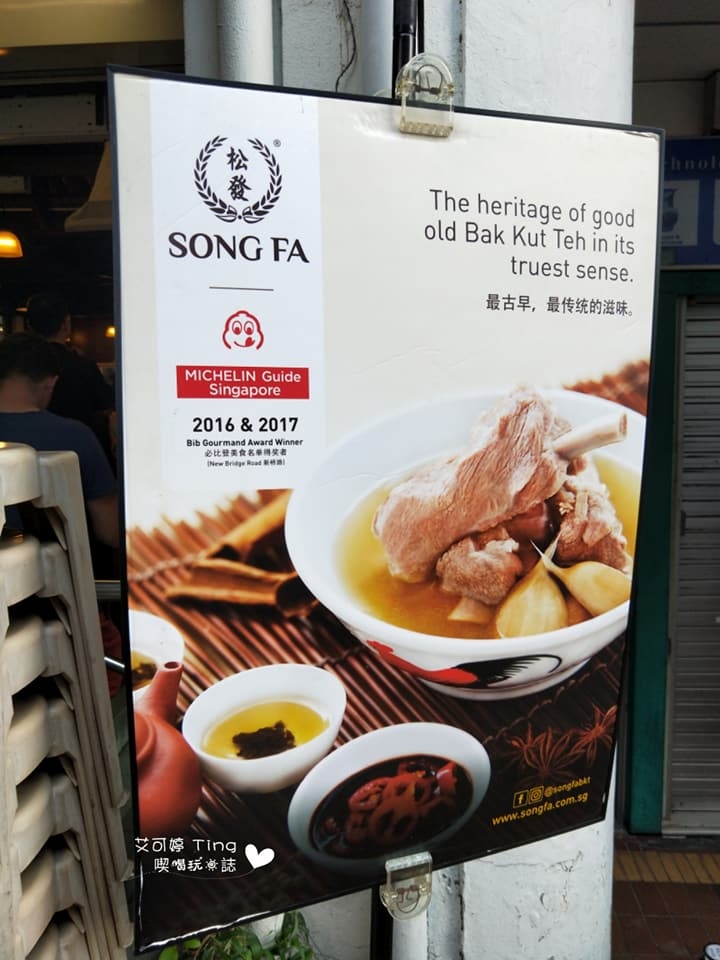 松
發
®
SONG FA
MICHELIN Guide
Singapore
2016 & 2017
Bib Gourmand Award Winner
必比登美食名单得奖者
(New Bridge Road 新桥路)
The heritage of good
old Bak Kut Teh in its
truest sense.
最古早，最传统的滋味。
@songfabkt
www.songfa.com.sg
艾可婷 Ting
喫喝玩樂誌